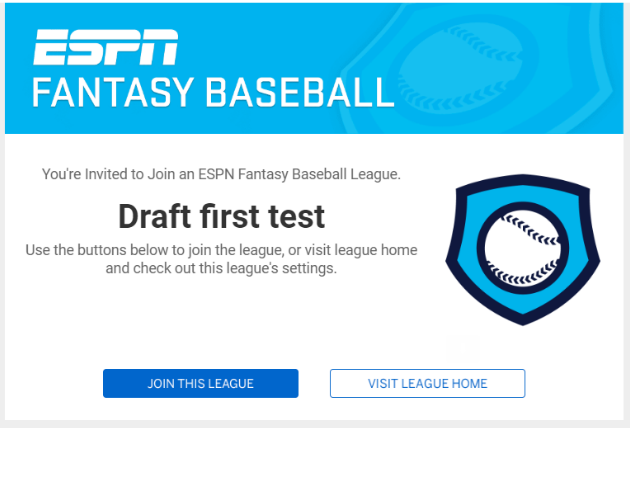 ESPN
FANTASY BASEBALL
You're Invited to Join an ESPN Fantasy Baseball League.
Draft first test
Use the buttons below to join the league, or visit league home
and check out this league's settings.
JOIN THIS LEAGUE
VISIT LEAGUE HOME